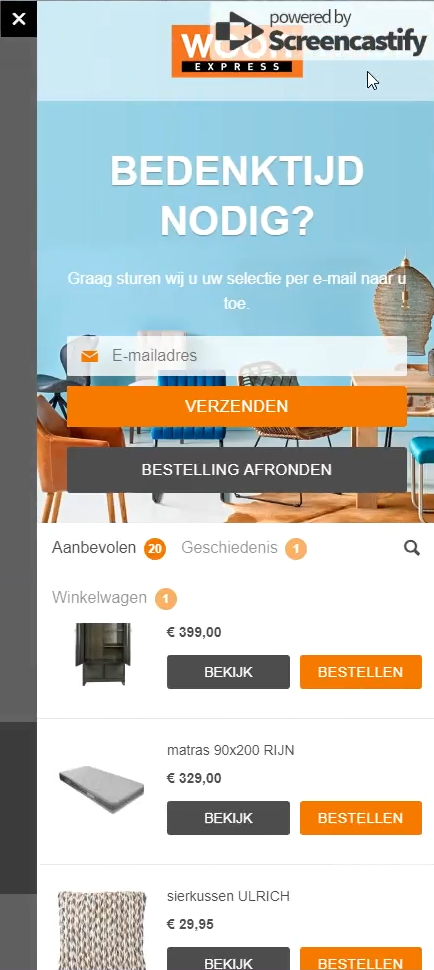 powered by
Screencastify
EXPRESS
BEDENKTIJD
NODIG?
Graag sturen wij u uw selectie per e-mail naar u
toe.
E-mailadres
VERZENDEN
BESTELLING AFRONDEN
Aanbevolen 20 Geschiedenis 1
Winkelwagen 1
€ 399,00
BEKIJK BESTELLEN
matras 90x200 RIJN
€ 329,00
BEKIJK BESTELLEN
sierkussen ULRICH
€ 29,95
BEKIJK BESTELLEN